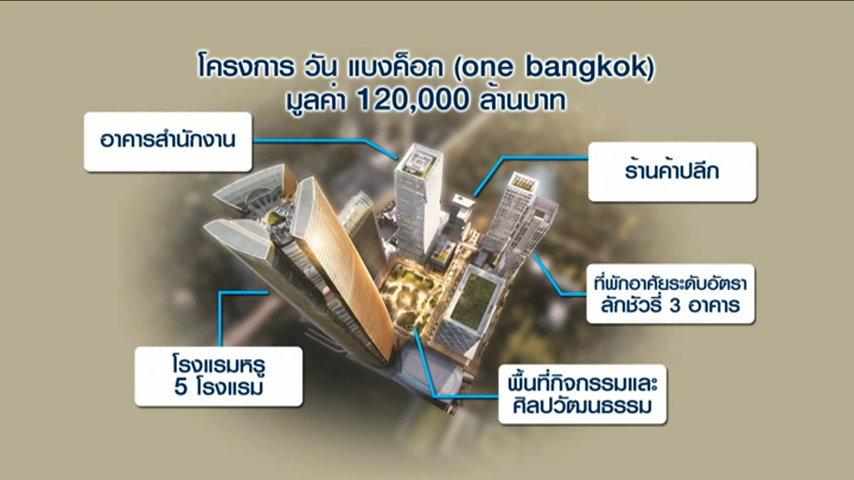 โครงการ วัน แบงค็อก (one bangkok)
มูลค่า 120,000 ล้านบาท
อาคารสำนักงาน
ร้านค้าปลีก
ที่พักอาศัยระดับอัตรา
ลักชัวรี่ 3 อาคาร
โรงแรมหรู
5 โรงแรม
พื้นที่กิจกรรมและ
ศิลปวัฒนธรรม